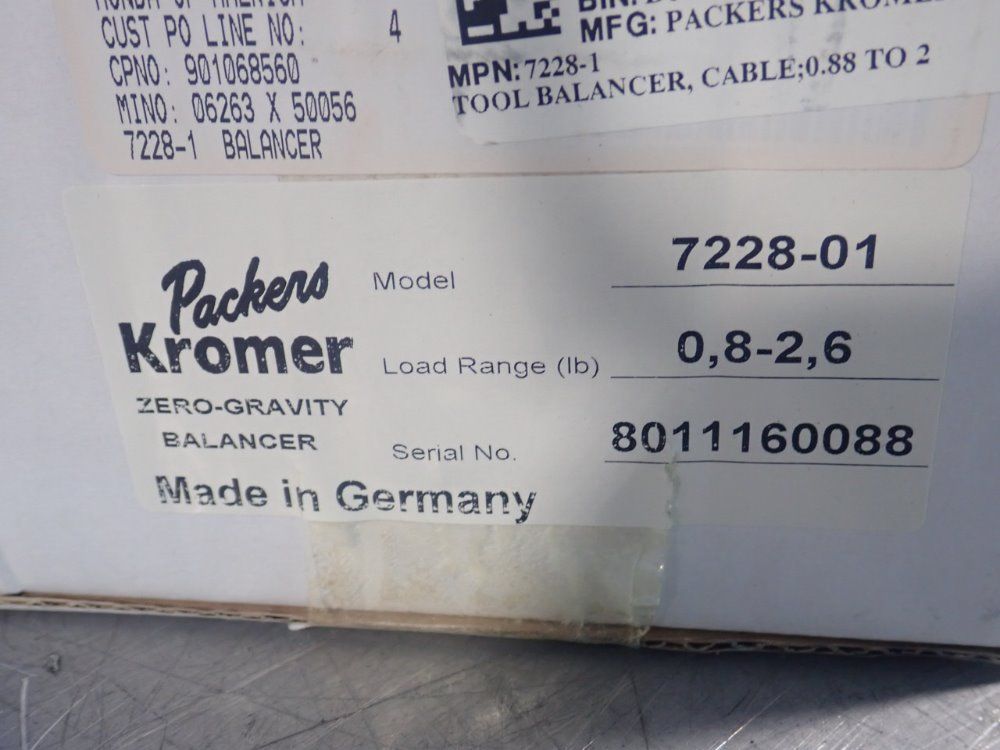 CUST PO LINE NO: 4
CPNO: 901068560
MINO: 06263 X 50056
7228-1 BALANCER
MFG: PACKERS KROMER
MPN: 7228-1
TOOL BALANCER, CABLE;0.88 TO 2
Packers
Kromer
ZERO-GRAVITY
BALANCER
Made in Germany
Model 7228-01
Load Range (lb) 0,8-2,6
Serial No. 8011160088